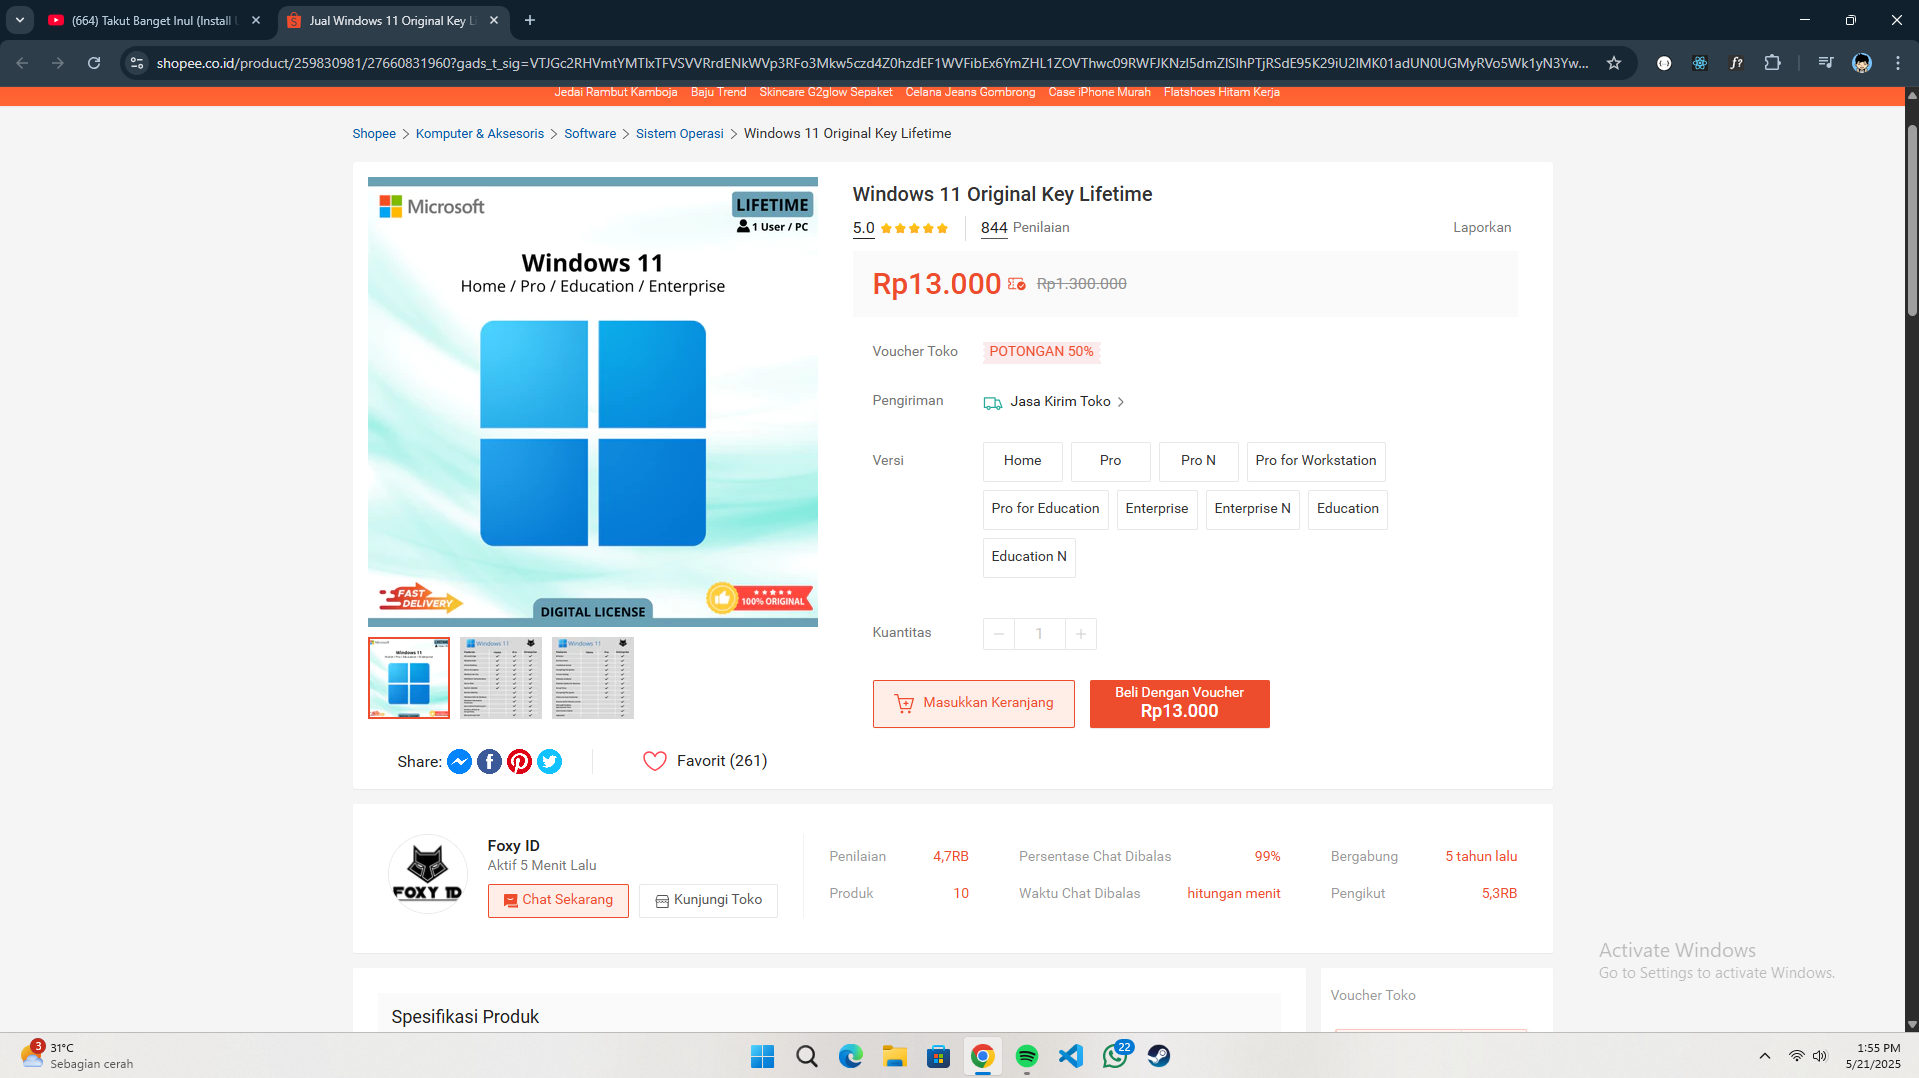 (664) Takut Banget Inul (Install
Jual Windows 11 Original Key Li
shopee.co.id/product/259830981/27660831960?gads_t_sig=
Jedai Rambut Kamboja Baju Trend Skincare G2glow Sepaket Celana Jeans Gombrong Case iPhone Murah Flatshoes Hitam Kerja
Shopee > Komputer & Aksesoris > Software > Sistem Operasi > Windows 11 Original Key Lifetime
Microsoft
LIFETIME
1 User / PC
Windows 11
Home / Pro / Education / Enterprise
FAST
DELIVERY
100% ORIGINAL
DIGITAL LICENSE
Share:
Favorit (261)
Windows 11 Original Key Lifetime
5.0
844 Penilaian
Laporkan
Rp13.000 Rp1.300.000
Voucher Toko POTONGAN 50%
Pengiriman Jasa Kirim Toko >
Versi Home Pro Pro N Pro for Workstation
Pro for Education Enterprise Enterprise N Education
Education N
Kuantitas − 1 +
Masukkan Keranjang
Beli Dengan Voucher
Rp13.000
FOXY ID
Foxy ID
Aktif 5 Menit Lalu
Chat Sekarang Kunjungi Toko
Penilaian 4,7RB Persentase Chat Dibalas 99% Bergabung 5 tahun lalu
Produk 10 Waktu Chat Dibalas hitungan menit Pengikut 5,3RB
Spesifikasi Produk
Voucher Toko
Activate Windows
Go to Settings to activate Windows.
3
31°C
Sebagian cerah
22
1:55 PM
5/21/2025